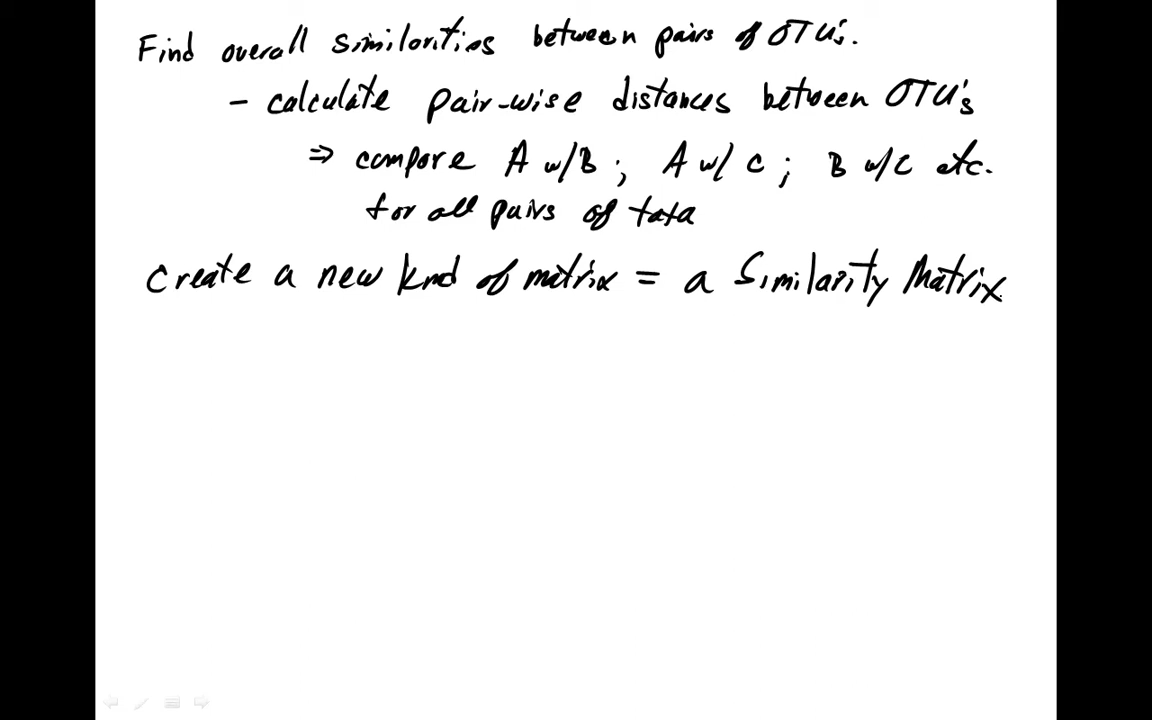 Find overall similarities between pairs of OTU's.
- calculate pair-wise distances between OTU's
⇒ compare A w/B ; A w/ C ; B w/C etc.
for all pairs of tata
Create a new kind of matrix = a Similarity Matrix